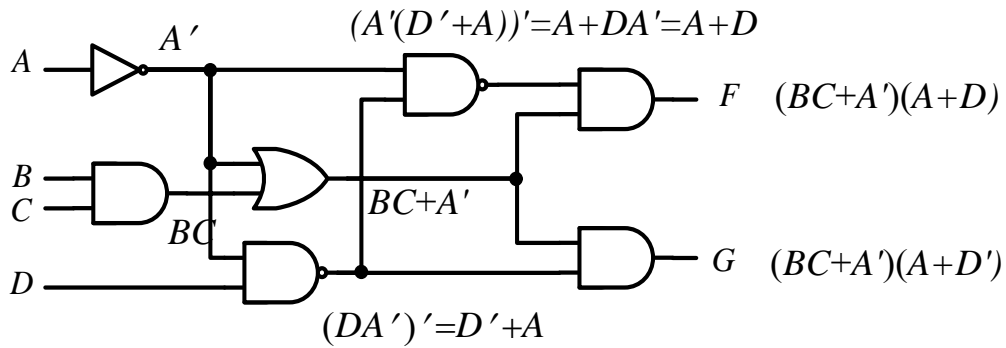 (A′(D′+A))′=A+DA′=A+D
A
A′
F (BC+A′)(A+D)
B
C
BC
BC+A′
D
G (BC+A')(A+D')
(DA′)′=D′+A